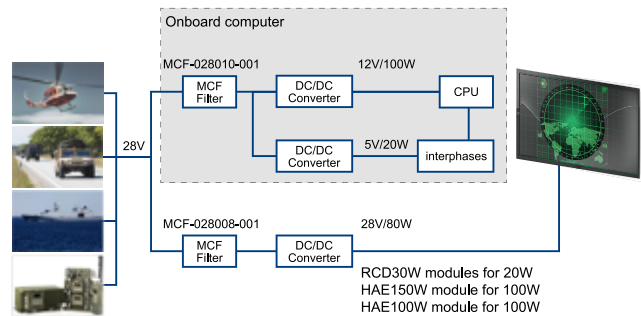 Onboard computer
MCF-028010-001
12V/100W
MCF
Filter
DC/DC
Converter
CPU
28V
DC/DC
Converter
5V/20W
interphases
MCF-028008-001
28V/80W
MCF
Filter
DC/DC
Converter
RCD30W modules for 20W
HAE150W module for 100W
HAE100W module for 100W